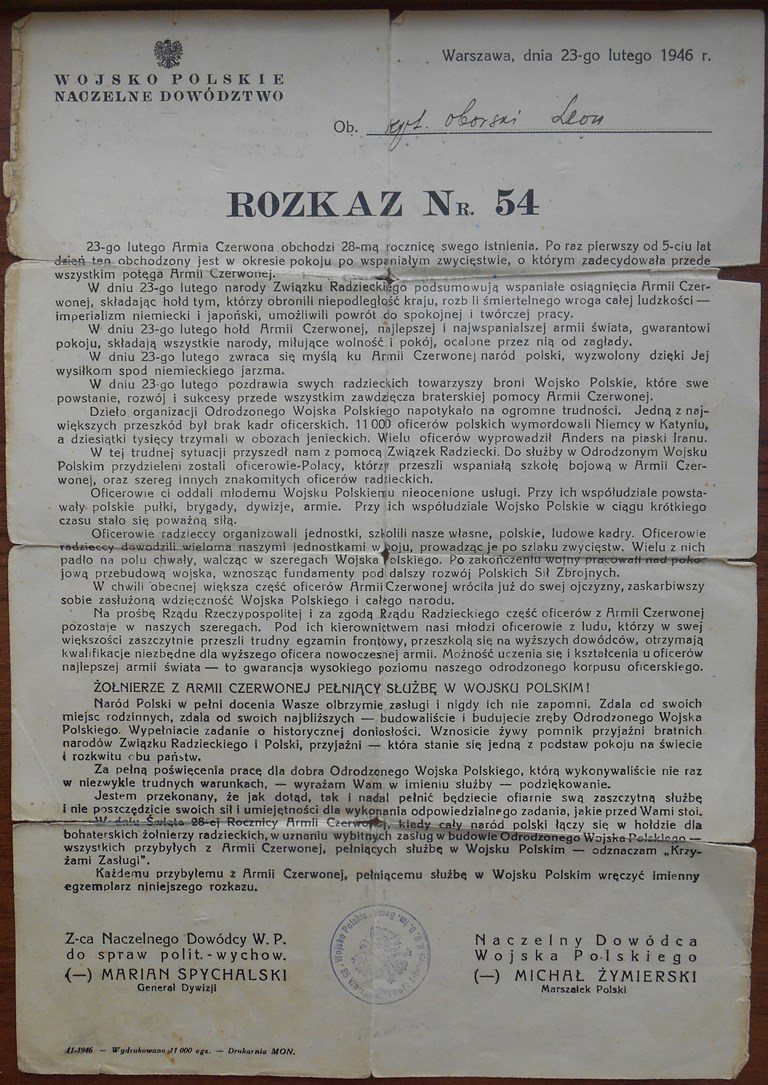 Warszawa, dnia 23-go lutego 1946 r.
WOJSKO POLSKIE
NACZELNE DOWÓDZTWO
Ob. kpt. Oborski Leon
ROZKAZ NR. 54
23-go lutego Armia Czerwona obchodzi 28-mą rocznicę swego istnienia. Po raz pierwszy od 5-ciu lat
dzień ten obchodzony jest w okresie pokoju po wspaniałym zwycięstwie, o którym zadecydowała przede
wszystkim potęga Armii Czerwonej.
W dniu 23-go lutego narody Związku Radzieckiego podsumowują wspaniałe osiągnięcia Armii Czer-
wonej, składając hołd tym, którzy obronili niepodległość kraju, rozb li śmiertelnego wroga całej ludzkości —
imperializm niemiecki i japoński, umożliwili powrót do spokojnej i twórczej pracy.
W dniu 23-go lutego hołd Armii Czerwonej, najlepszej i najwspanialszej armii świata, gwarantowi
pokoju, składają wszystkie narody, miłujące wolność i pokój, ocalone przez nią od zagłady.
W dniu 23-go lutego zwraca się myślą ku Armii Czerwonej naród polski, wyzwolony dzięki Jej
wysiłkom spod niemieckiego jarzma.
W dniu 23-go lutego pozdrawia swych radzieckich towarzyszy broni Wojsko Polskie, które swe
powstanie, rozwój i sukcesy przede wszystkim zawdzięcza braterskiej pomocy Armii Czerwonej.
Dzieło organizacji Odrodzonego Wojska Polskiego napotykało na ogromne trudności. Jedną z naj-
większych przeszkód był brak kadr oficerskich. 11 000 oficerów polskich wymordowali Niemcy w Katyniu,
a dziesiątki tysięcy trzymali w obozach jenieckich. Wielu oficerów wyprowadził Anders na piaski Iranu.
W tej trudnej sytuacji przyszedł nam z pomocą Związek Radziecki. Do służby w Odrodzonym Wojsku
Polskim przydzieleni zostali oficerowie-Polacy, którzy przeszli wspaniałą szkołę bojową w Armii Czer-
wonej, oraz szereg innych znakomitych oficerów radzieckich.
Oficerowie ci oddali młodemu Wojsku Polskiemu nieocenione usługi. Przy ich współudziale powsta-
wały polskie pułki, brygady, dywizje, armie. Przy ich współudziale Wojsko Polskie w ciągu krótkiego
czasu stało się poważną siłą.
Oficerowie radzieccy organizowali jednostki, szkolili nasze własne, polskie, ludowe kadry. Oficerowie
radzieccy dowodzili wieloma naszymi jednostkami w boju, prowadząc je po szlaku zwycięstw. Wielu z nich
padło na polu chwały, walcząc w szeregach Wojska Polskiego. Po zakończeniu wojny pracowali nad poko-
jową przebudową wojska, wznosząc fundamenty pod dalszy rozwój Polskich Sił Zbrojnych.
W chwili obecnej większa część oficerów Armii Czerwonej wróciła już do swej ojczyzny, zaskarbiwszy
sobie zasłużoną wdzięczność Wojska Polskiego i całego narodu.
Na prośbę Rządu Rzeczypospolitej i za zgodą Rządu Radzieckiego część oficerów z Armii Czerwonej
pozostaje w naszych szeregach. Pod ich kierownictwem nasi młodzi oficerowie z ludu, którzy w swej
większości zaszczytnie przeszli trudny egzamin frontowy, przeszkolą się na wyższych dowódców, otrzymają
kwalifikacje niezbędne dla wyższego oficera nowoczesnej armii. Możność uczenia się i kształcenia u oficerów
najlepszej armii świata — to gwarancja wysokiego poziomu naszego odrodzonego korpusu oficerskiego.
ŻOŁNIERZE Z ARMII CZERWONEJ PEŁNIĄCY SŁUŻBĘ W WOJSKU POLSKIM!
Naród Polski w pełni docenia Wasze olbrzymie zasługi i nigdy ich nie zapomni. Zdala od swoich
miejsc rodzinnych, zdala od swoich najbliższych — budowaliście i budujecie zręby Odrodzonego Wojska
Polskiego. Wypełniacie zadanie o historycznej doniosłości. Wznosicie żywy pomnik przyjaźni bratnich
narodów Związku Radzieckiego i Polski, przyjaźni — która stanie się jedną z podstaw pokoju na świecie
i rozkwitu obu państw.
Za pełną poświęcenia pracę dla dobra Odrodzonego Wojska Polskiego, którą wykonywaliście nie raz
w niezwykle trudnych warunkach, — wyrażam Wam w imieniu służby — podziękowanie.
Jestem przekonany, że jak dotąd, tak i nadal pełnić będziecie ofiarnie swą zaszczytną służbę
i nie poszczędzicie swoich sił i umiejętności dla wykonania odpowiedzialnego zadania, jakie przed Wami stoi.
W dniu Święta 28-ej Rocznicy Armii Czerwonej, kiedy cały naród polski łączy się w hołdzie dla
bohaterskich żołnierzy radzieckich, w uznaniu wybitnych zasług w budowie Odrodzonego Wojska Polskiego —
wszystkich przybyłych z Armii Czerwonej, pełniących służbę w Wojsku Polskim — odznaczam „Krzy-
żami Zasługi".
Każdemu przybyłemu z Armii Czerwonej, pełniącemu służbę w Wojsku Polskim wręczyć imienny
egzemplarz niniejszego rozkazu.
Z-ca Naczelnego Dowódcy W. P.
do spraw polit.-wychow.
(—) MARIAN SPYCHALSKI
Generał Dywizji
Naczelny Dowódca
Wojska Polskiego
(—) MICHAŁ ŻYMIERSKI
Marszałek Polski
II-1946 — Wydrukowano 11 000 egz. — Drukarnia MON.